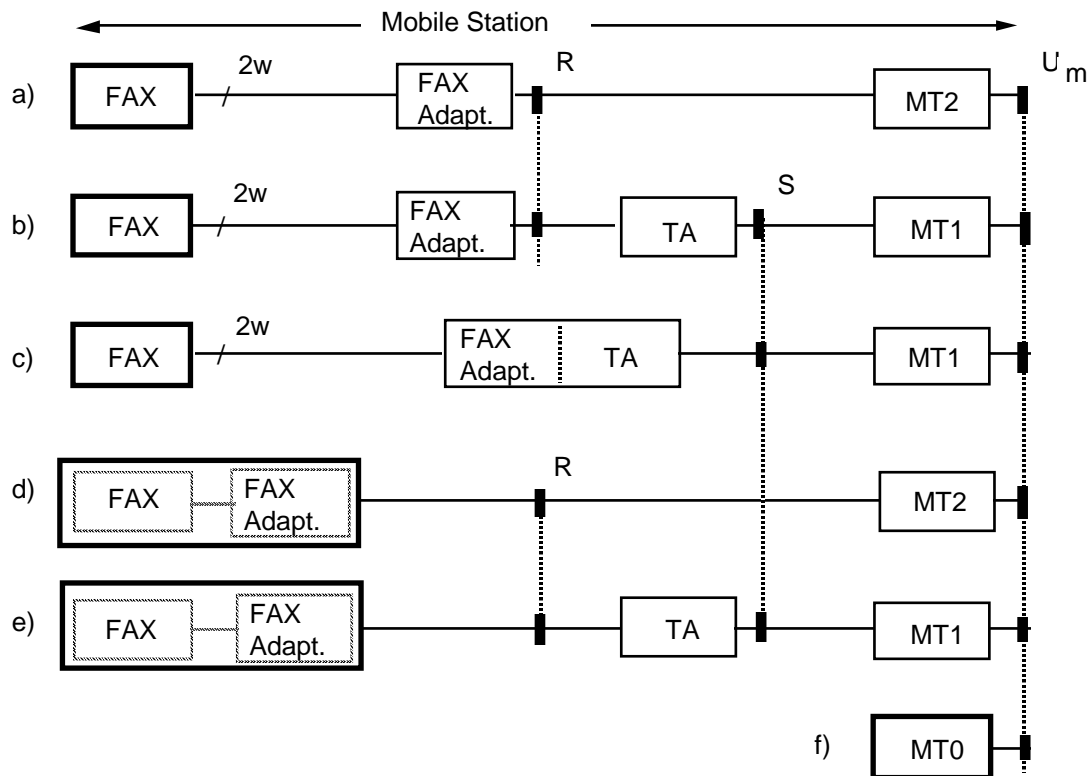 Mobile Station
R
U m
a)
FAX
2w
FAX
Adapt.
MT2
b)
FAX
2w
FAX
Adapt.
TA
S
MT1
c)
FAX
2w
FAX
Adapt.
TA
MT1
R
d)
FAX
FAX
Adapt.
MT2
e)
FAX
FAX
Adapt.
TA
MT1
f)
MT0